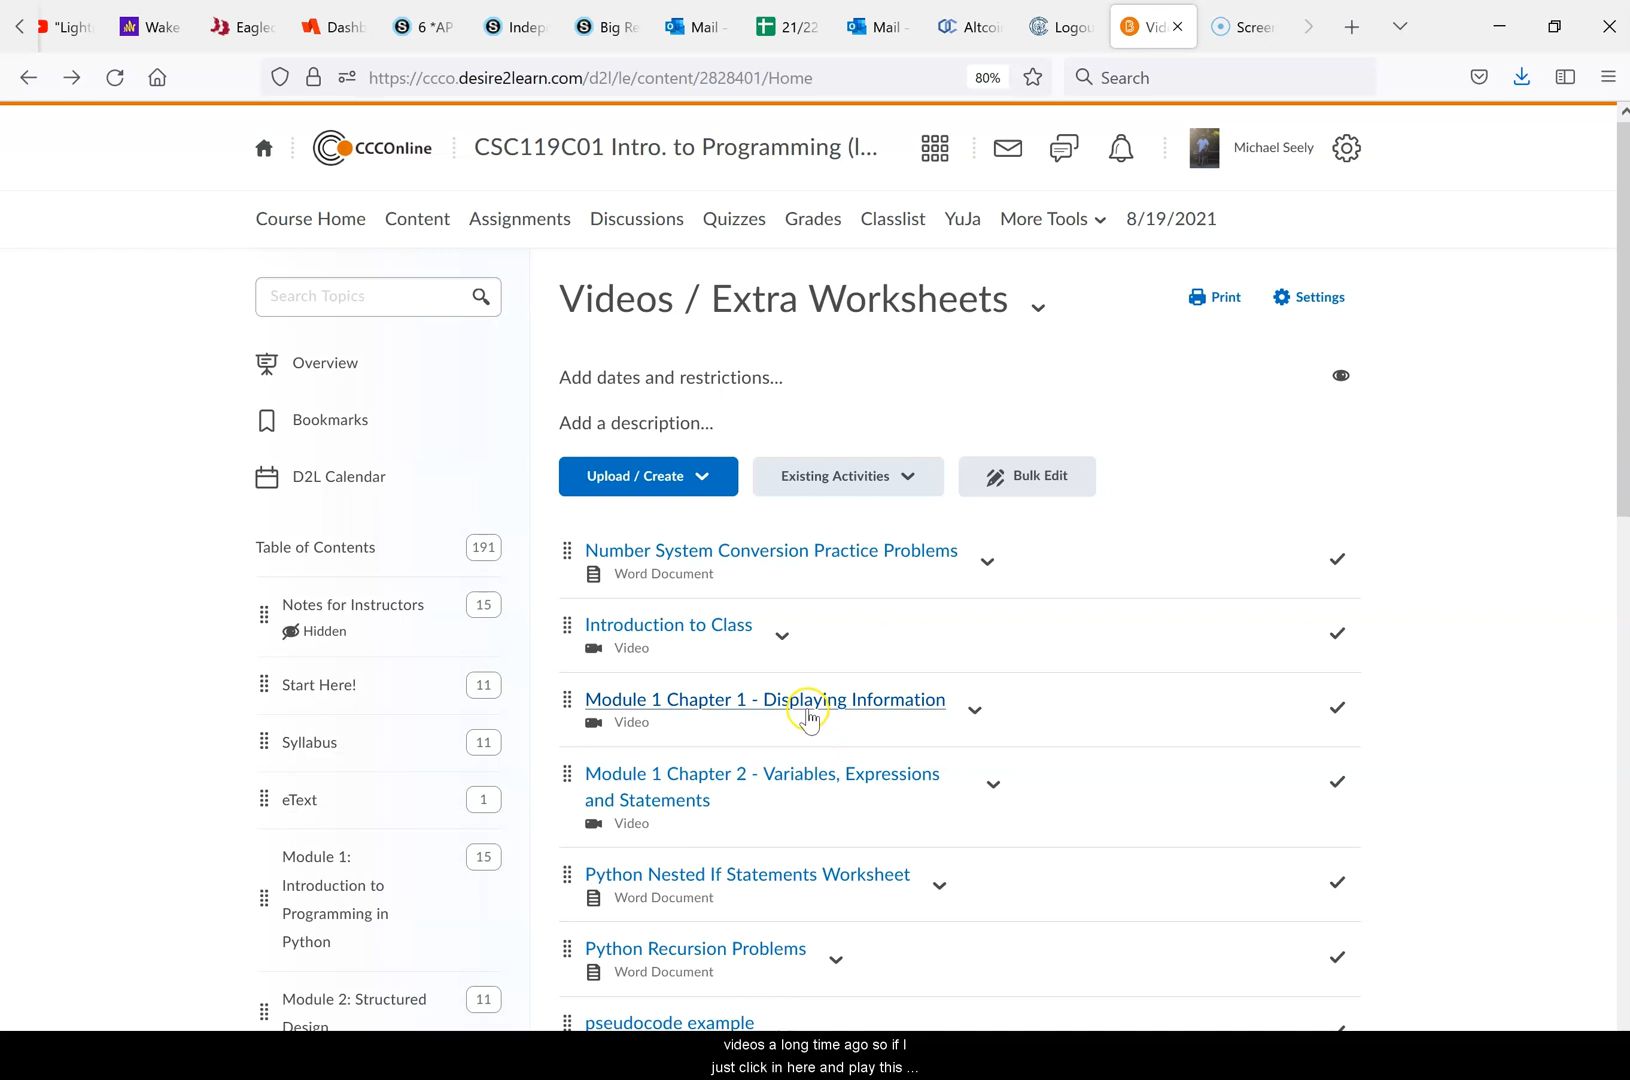 "Light
Wake
Eaglec
Dashb
6 *AP
Indep
Big Re
Mail -
21/22
Mail -
Altcoi
Logou
Vid
Screen
https://ccco.desire2learn.com/d2l/le/content/2828401/Home
80%
Search
CCCOnline
CSC119C01 Intro. to Programming (I...
Michael Seely
Course Home
Content
Assignments
Discussions
Quizzes
Grades
Classlist
YuJa
More Tools
8/19/2021
Search Topics
Overview
Bookmarks
D2L Calendar
Table of Contents 191
Notes for Instructors 15
Hidden
Start Here! 11
Syllabus 11
eText 1
Module 1: 15
Introduction to
Programming in
Python
Module 2: Structured 11
Design
Videos / Extra Worksheets
Print
Settings
Add dates and restrictions...
Add a description...
Upload / Create
Existing Activities
Bulk Edit
Number System Conversion Practice Problems
Word Document
Introduction to Class
Video
Module 1 Chapter 1 - Displaying Information
Video
Module 1 Chapter 2 - Variables, Expressions
and Statements
Video
Python Nested If Statements Worksheet
Word Document
Python Recursion Problems
Word Document
pseudocode example
videos a long time ago so if I
just click in here and play this ...